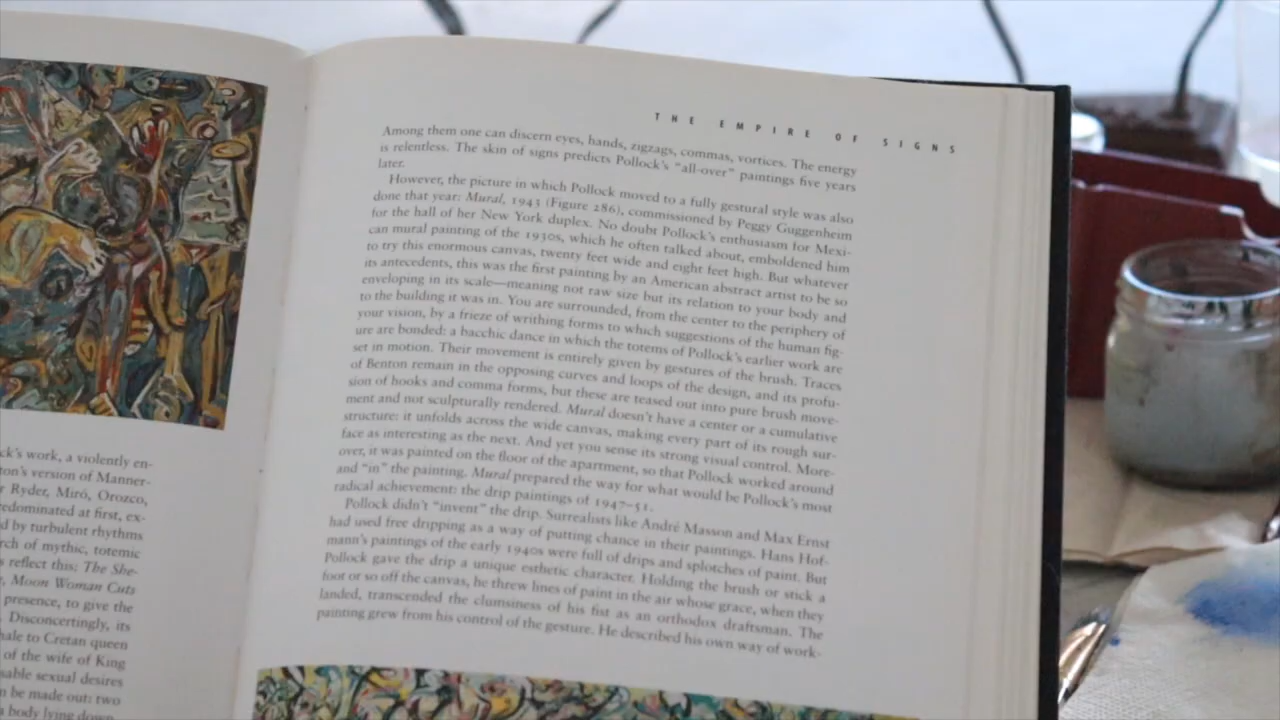 ck's work, a violently en-
ton's version of Manner-
r Ryder, Miró, Orozco,
edominated at first, ex-
d by turbulent rhythms
rch of mythic, totemic
s reflect this: The She-
, Moon Woman Cuts
presence, to give the
. Disconcertingly, its
nale to Cretan queen
of the wife of King
sable sexual desires
n be made out: two
body lying down
THE EMPIRE OF SIGNS
Among them one can discern eyes, hands, zigzags, commas, vortices. The energy
is relentless. The skin of signs predicts Pollock's "all-over" paintings five years
later.
However, the picture in which Pollock moved to a fully gestural style was also
done that year: Mural, 1943 (Figure 286), commissioned by Peggy Guggenheim
for the hall of her New York duplex. No doubt Pollock's enthusiasm for Mexi-
can mural painting of the 1930s, which he often talked about, emboldened him
to try this enormous canvas, twenty feet wide and eight feet high. But whatever
its antecedents, this was the first painting by an American abstract artist to be so
enveloping in its scale—meaning not raw size but its relation to your body and
to the building it was in. You are surrounded, from the center to the periphery of
your vision, by a frieze of writhing forms to which suggestions of the human fig-
ure are bonded: a bacchic dance in which the totems of Pollock's earlier work are
set in motion. Their movement is entirely given by gestures of the brush. Traces
of Benton remain in the opposing curves and loops of the design, and its profu-
sion of hooks and comma forms, but these are teased out into pure brush move-
ment and not sculpturally rendered. Mural doesn't have a center or a cumulative
structure: it unfolds across the wide canvas, making every part of its rough sur-
face as interesting as the next. And yet you sense its strong visual control. More-
over, it was painted on the floor of the apartment, so that Pollock worked around
and "in" the painting. Mural prepared the way for what would be Pollock's most
radical achievement: the drip paintings of 1947–51.
Pollock didn't "invent" the drip. Surrealists like André Masson and Max Ernst
had used free dripping as a way of putting chance in their paintings. Hans Hof-
mann's paintings of the early 1940s were full of drips and splotches of paint. But
Pollock gave the drip a unique esthetic character. Holding the brush or stick a
foot or so off the canvas, he threw lines of paint in the air whose grace, when they
landed, transcended the clumsiness of his fist as an orthodox draftsman. The
painting grew from his control of the gesture. He described his own way of work-